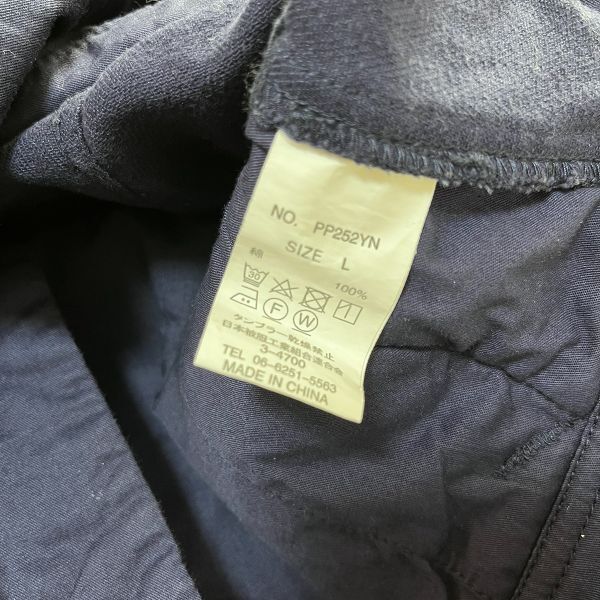 NO. PP252YN
SIZE L
綿 100%
30
F W
タンブラー乾燥禁止
日本被服工業組合連合会
3-4700
TEL 06-6251-5563
MADE IN CHINA